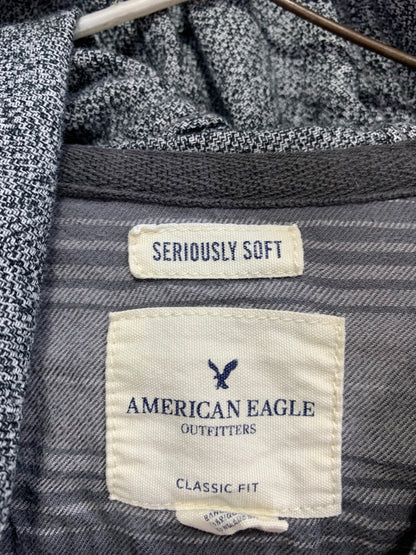 SERIOUSLY SOFT
AMERICAN EAGLE
OUTFITTERS
CLASSIC FIT